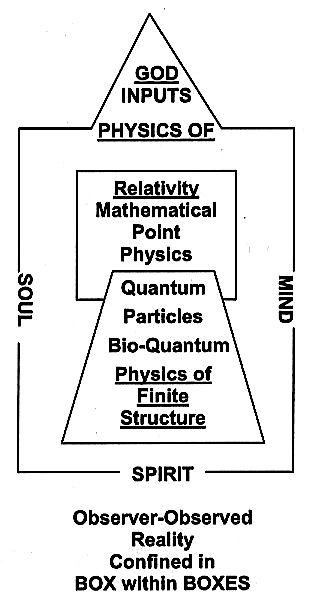 GOD
INPUTS
PHYSICS OF
Relativity
Mathematical
Point
Physics
Quantum
Particles
Bio-Quantum
Physics of
Finite
Structure
SOUL
MIND
SPIRIT
Observer-Observed
Reality
Confined in
BOX within BOXES